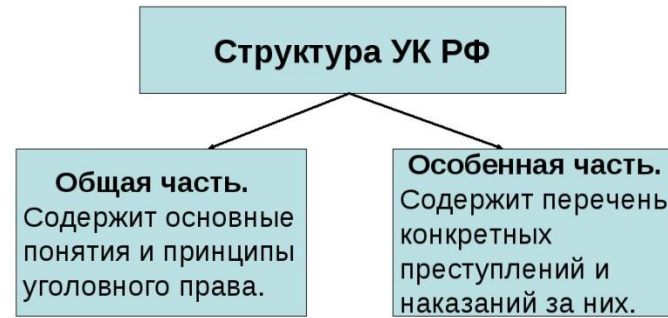 Структура УК РФ
Общая часть.
Содержит основные
понятия и принципы
уголовного права.
Особенная часть.
Содержит перечень
конкретных
преступлений и
наказаний за них.